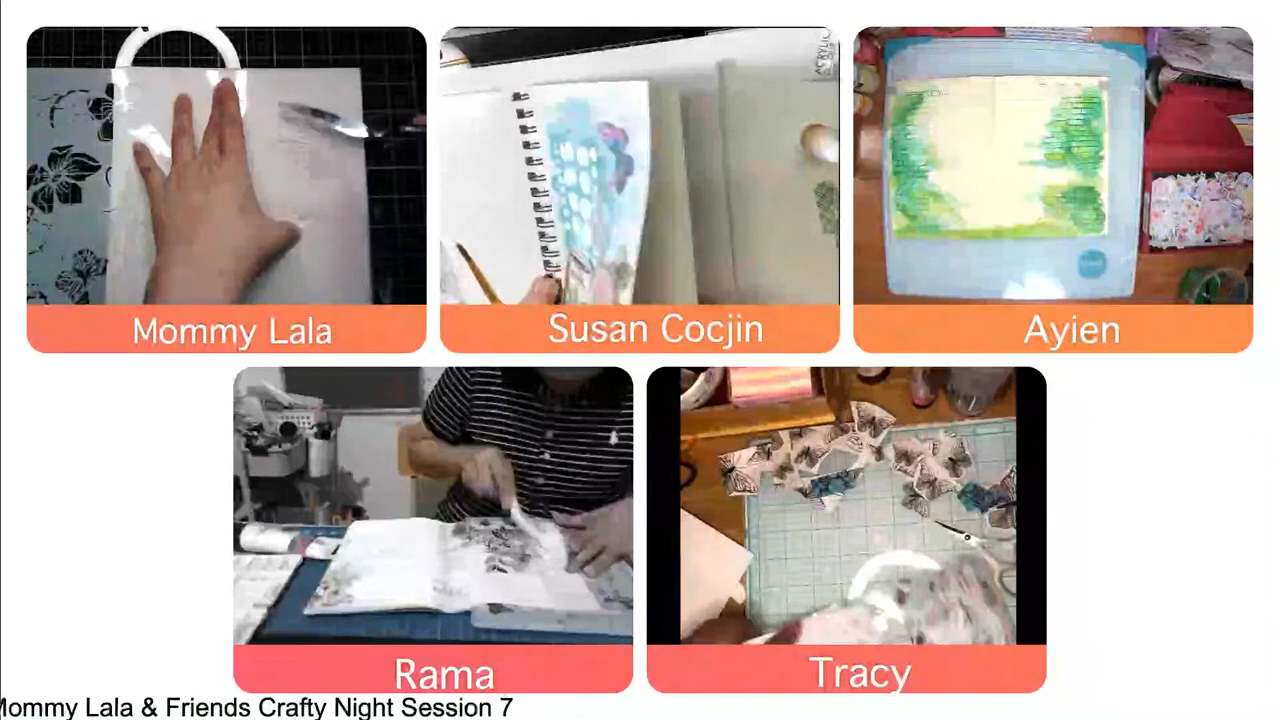 Mommy Lala
Susan Cocjin
Ayien
Rama
Tracy
Mommy Lala & Friends Crafty Night Session 7